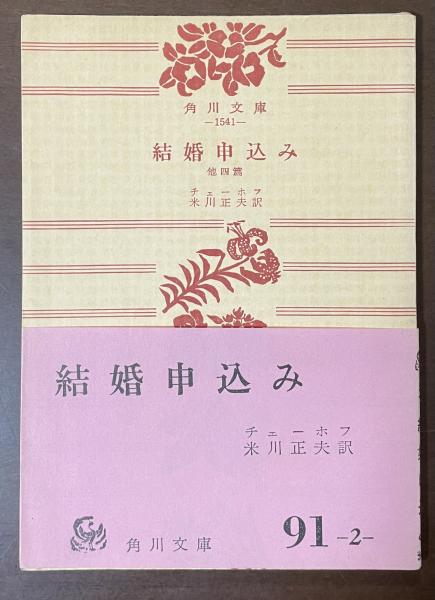 角川文庫
—1541—
結婚申込み
他四篇
チェーホフ
米川正夫訳
結婚申込み
チェーホフ
米川正夫訳
角川文庫
91-2-